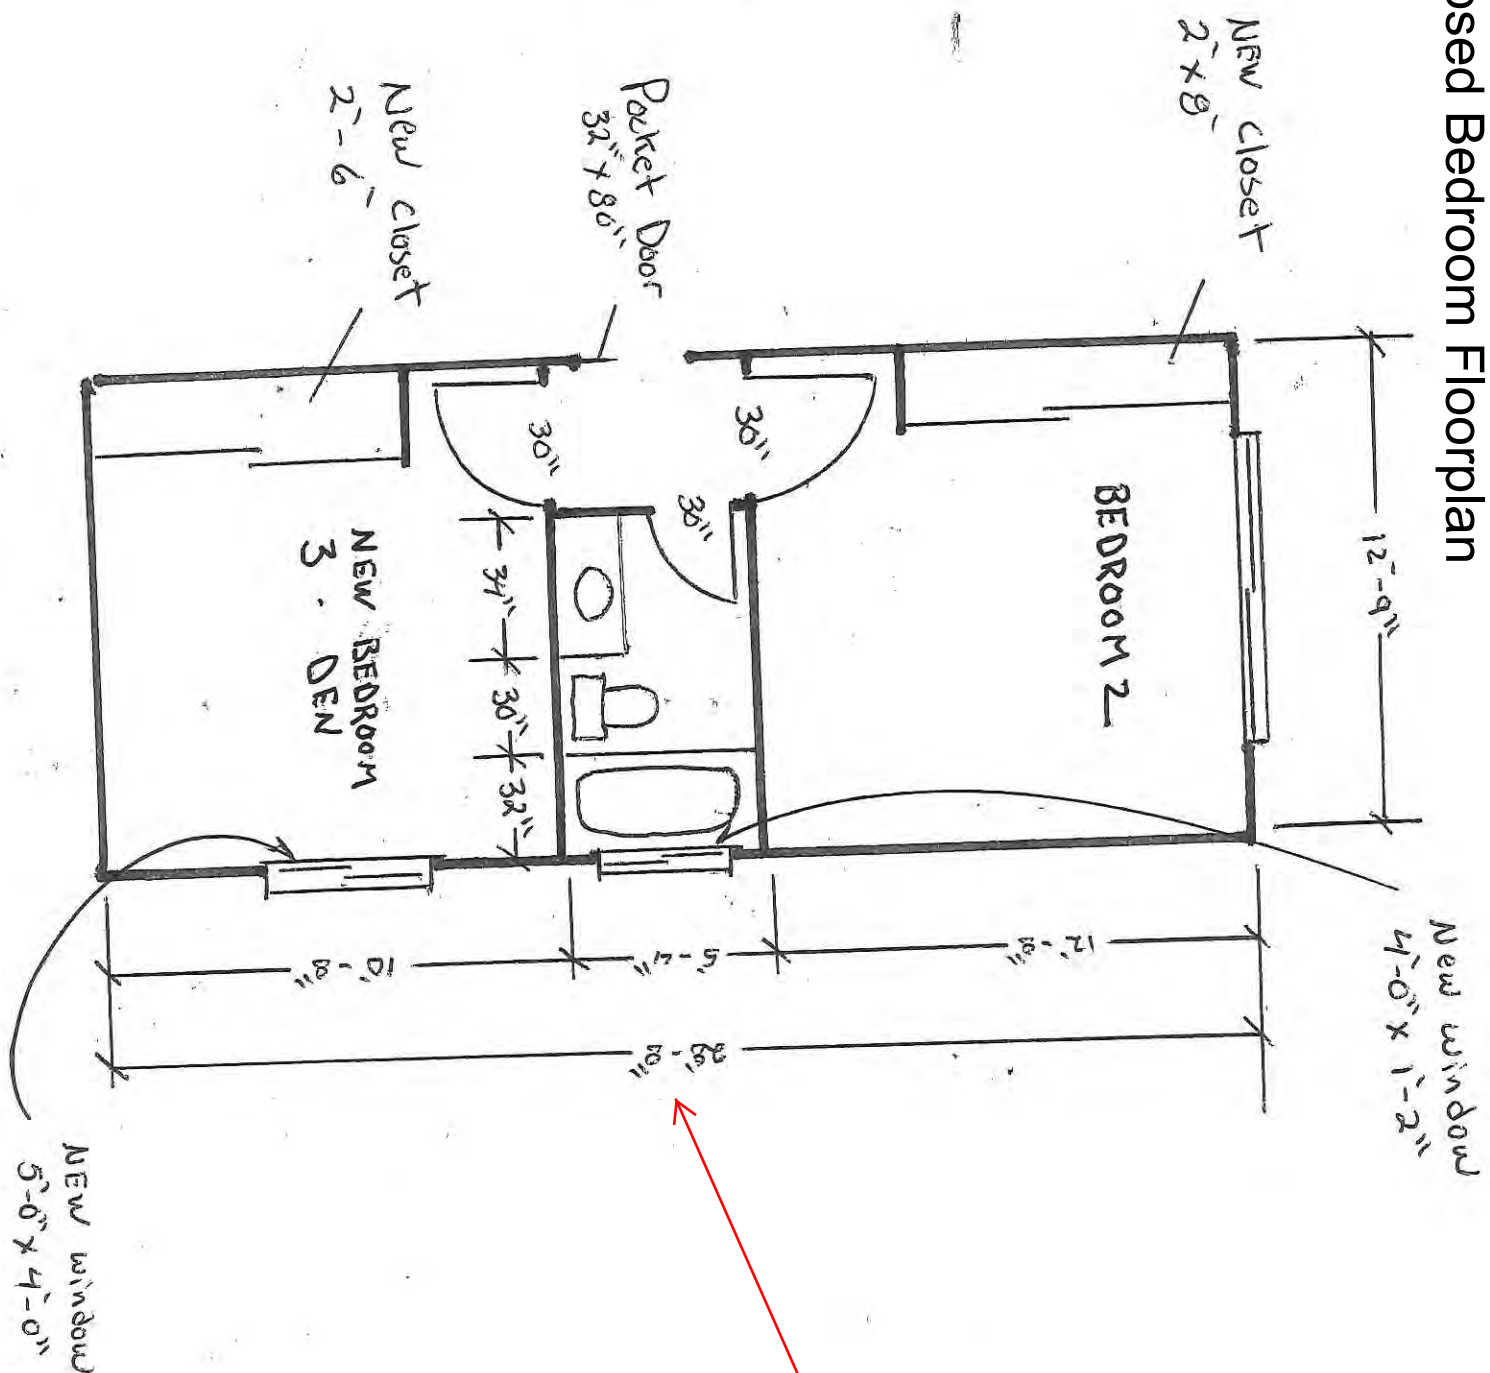 osed Bedroom Floorplan
NEW Closet
2'x8'
Pocket Door
32"x80"
New Closet
2'-6'
12'-9"
BEDROOM 2
30"
30"
30"
NEW BEDROOM
3 . DEN
34"
30"
32"
New window
4'-0" x 1'-2"
12'-8"
5'-4"
10'-8"
28'-8"
NEW window
5'-0" x 4'-0"